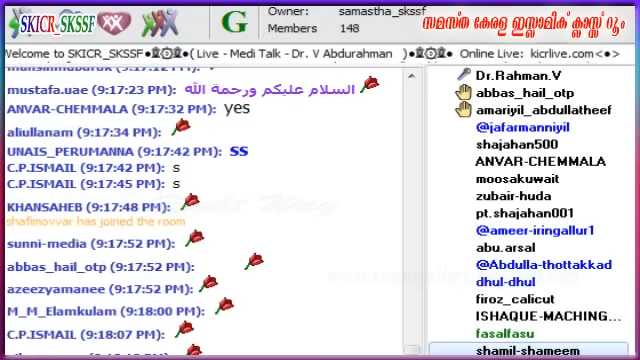 SKICR_SKSSF
G
Owner: samastha_skssf
Members 148
സമസ്ത കേരള ഇസ്ലാമിക് ക്ലാസ്സ് റൂം
Welcome to SKICR_SKSSF
( Live - Medi Talk - Dr. V Abdurahman )
Online Live: kicrlive.com <
mustafa.uae (9:17:23 PM): السلام عليكم ورحمة الله
ANVAR-CHEMMALA (9:17:32 PM): yes
aliullanam (9:17:34 PM):
UNAIS_PERUMANNA (9:17:42 PM): SS
C.P.ISMAIL (9:17:42 PM): s
C.P.ISMAIL (9:17:45 PM): s
KHANSAHEB (9:17:48 PM):
shafimovvar has joined the room
sunni-media (9:17:52 PM):
abbas_hail_otp (9:17:52 PM):
azeezyamanee (9:17:52 PM):
M_M_Elamkulam (9:18:00 PM):
C.P.ISMAIL (9:18:07 PM):
Dr.Rahman.V
abbas_hail_otp
amariyil_abdullatheef
@jafarmanniyil
shajahan500
ANVAR-CHEMMALA
moosakuwait
zubair-huda
pt.shajahan001
@ameer-iringallur1
abu.arsal
@Abdulla-thottakkad
dhul-dhul
firoz_calicut
ISHAQUE-MACHING...
fasalfasu
shamil-shameem